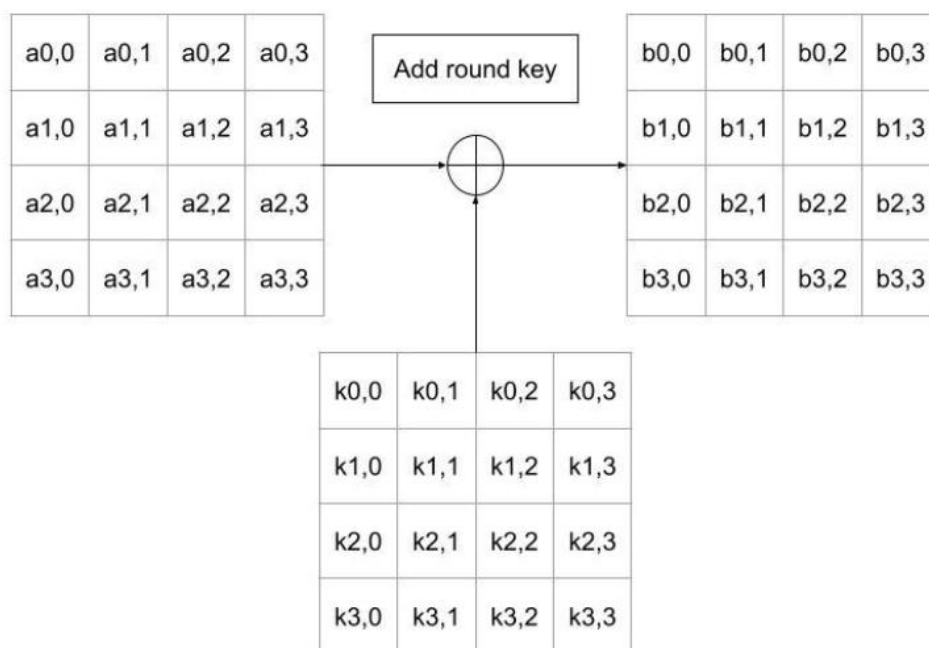 a0,0 a0,1 a0,2 a0,3
a1,0 a1,1 a1,2 a1,3
a2,0 a2,1 a2,2 a2,3
a3,0 a3,1 a3,2 a3,3
Add round key
b0,0 b0,1 b0,2 b0,3
b1,0 b1,1 b1,2 b1,3
b2,0 b2,1 b2,2 b2,3
b3,0 b3,1 b3,2 b3,3
k0,0 k0,1 k0,2 k0,3
k1,0 k1,1 k1,2 k1,3
k2,0 k2,1 k2,2 k2,3
k3,0 k3,1 k3,2 k3,3